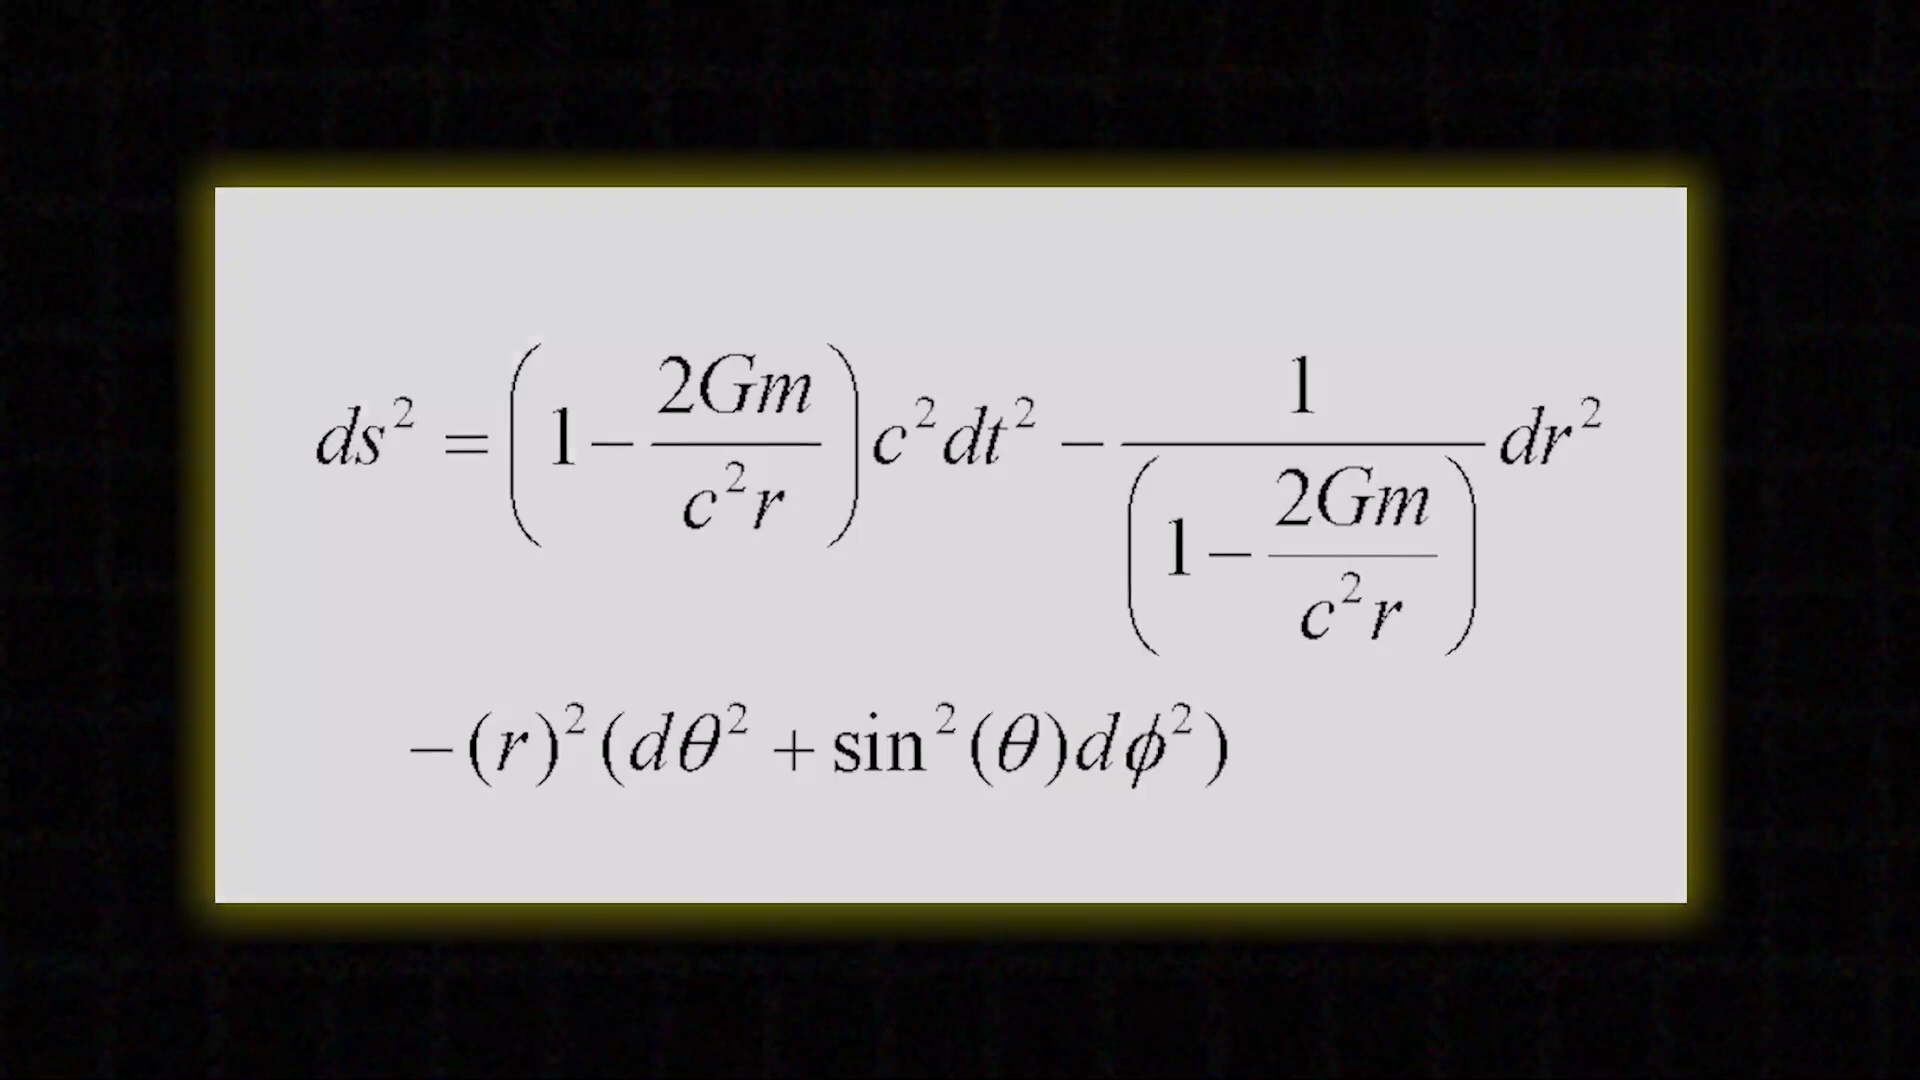 ds² = (1 − 2Gm / c²r) c²dt² − 1 / (1 − 2Gm / c²r) dr²
−(r)²(dθ² + sin²(θ)dϕ²)